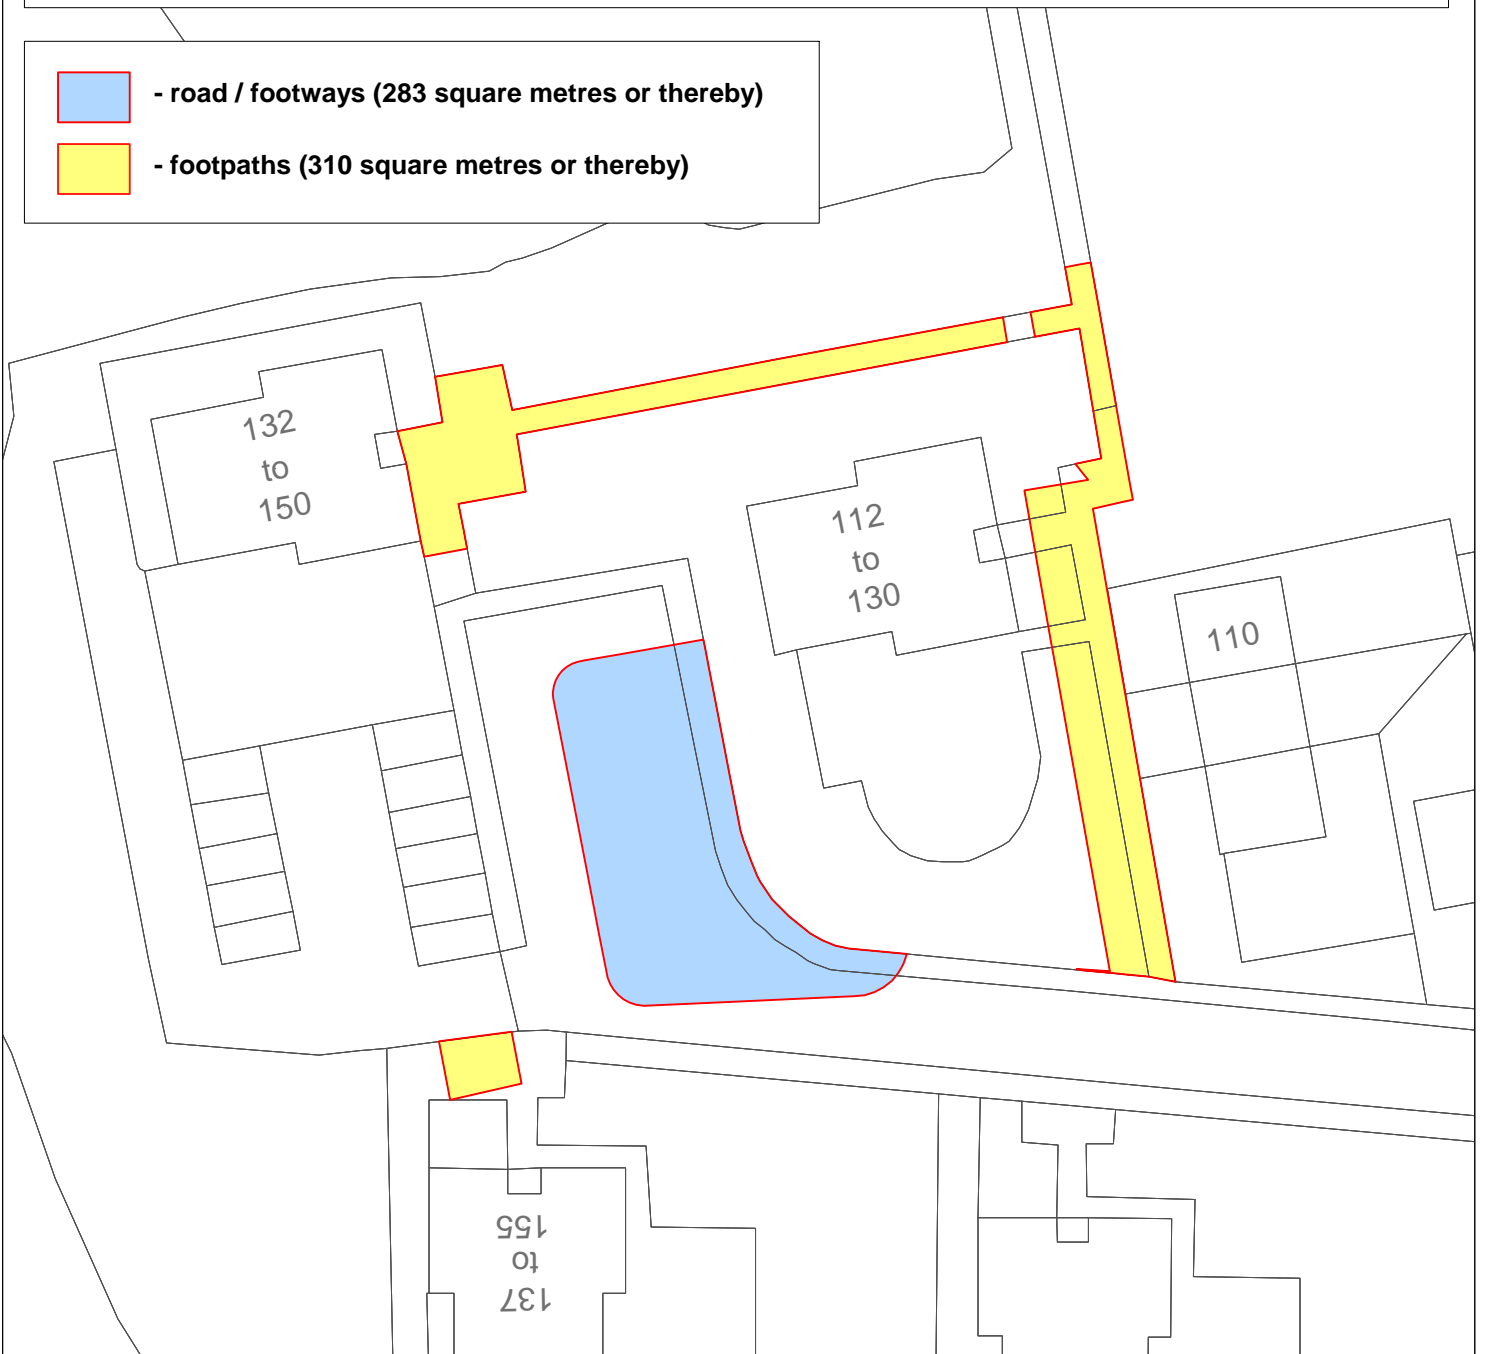 - road / footways (283 square metres or thereby)
- footpaths (310 square metres or thereby)
132
to
150
112
to
130
110
137
to
155